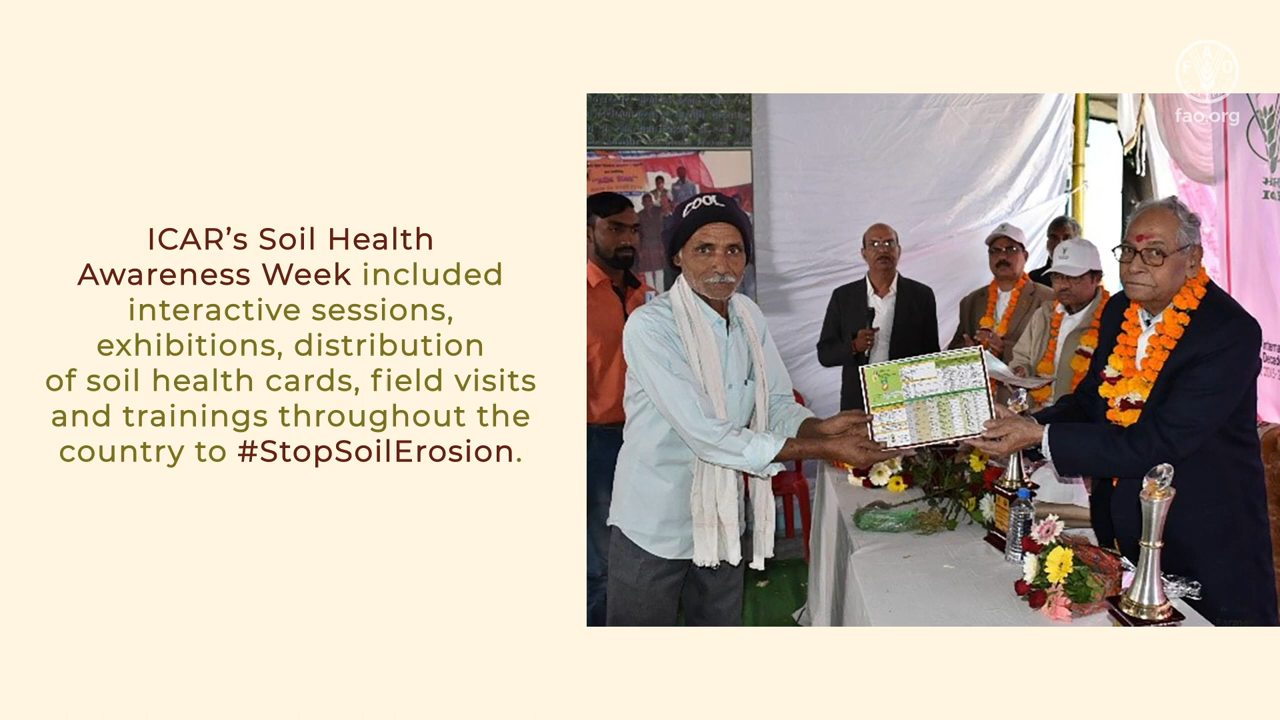 ICAR’s Soil Health
Awareness Week included
interactive sessions,
exhibitions, distribution
of soil health cards, field visits
and trainings throughout the
country to #StopSoilErosion.
F A O
fao.org
COOL